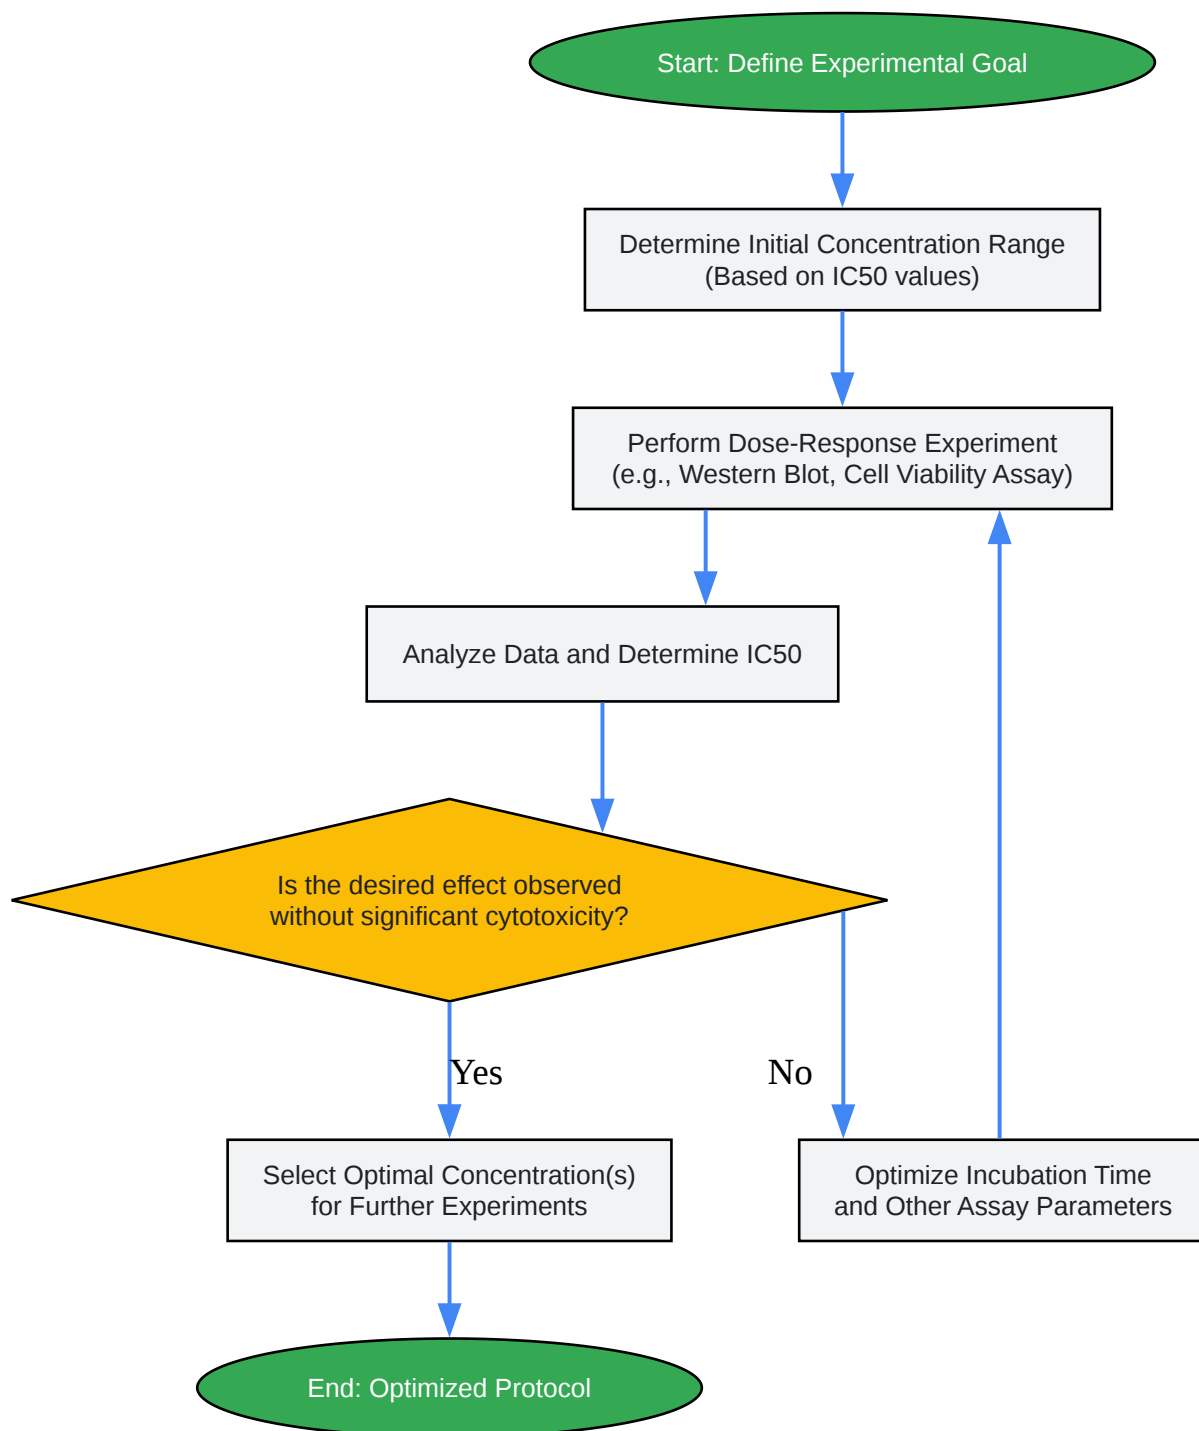 Start: Define Experimental Goal
Determine Initial Concentration Range
(Based on IC50 values)
Perform Dose-Response Experiment
(e.g., Western Blot, Cell Viability Assay)
Analyze Data and Determine IC50
Is the desired effect observed
without significant cytotoxicity?
Yes
No
Select Optimal Concentration(s)
for Further Experiments
Optimize Incubation Time
and Other Assay Parameters
End: Optimized Protocol